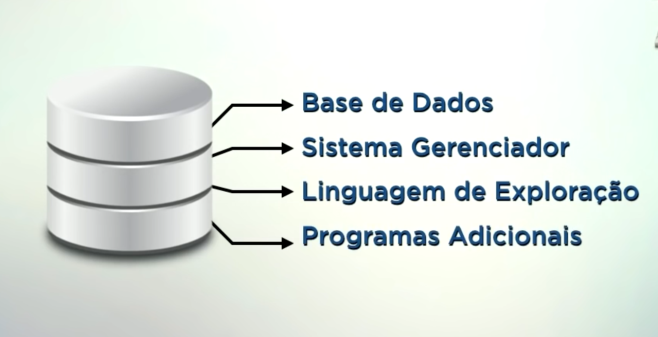 Base de Dados
Sistema Gerenciador
Linguagem de Exploração
Programas Adicionais